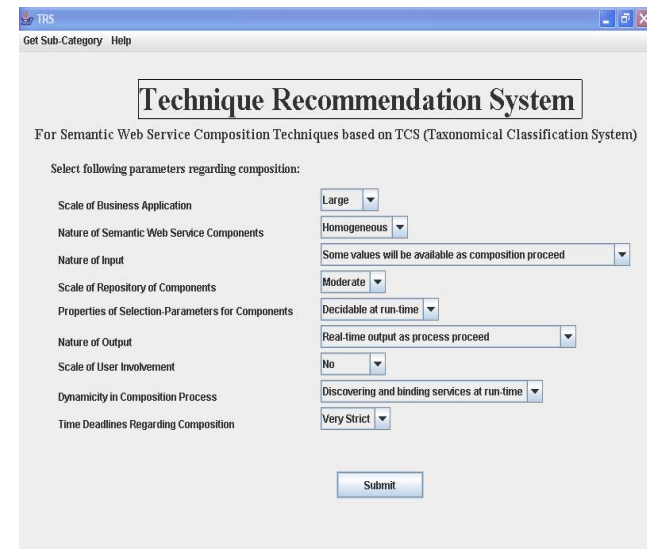 TRS
Get Sub-Category Help
Technique Recommendation System
For Semantic Web Service Composition Techniques based on TCS (Taxonomical Classification System)
Select following parameters regarding composition:
Scale of Business Application Large
Nature of Semantic Web Service Components Homogeneous
Nature of Input Some values will be available as composition proceed
Scale of Repository of Components Moderate
Properties of Selection-Parameters for Components Decidable at run-time
Nature of Output Real-time output as process proceed
Scale of User Involvement No
Dynamicity in Composition Process Discovering and binding services at run-time
Time Deadlines Regarding Composition Very Strict
Submit